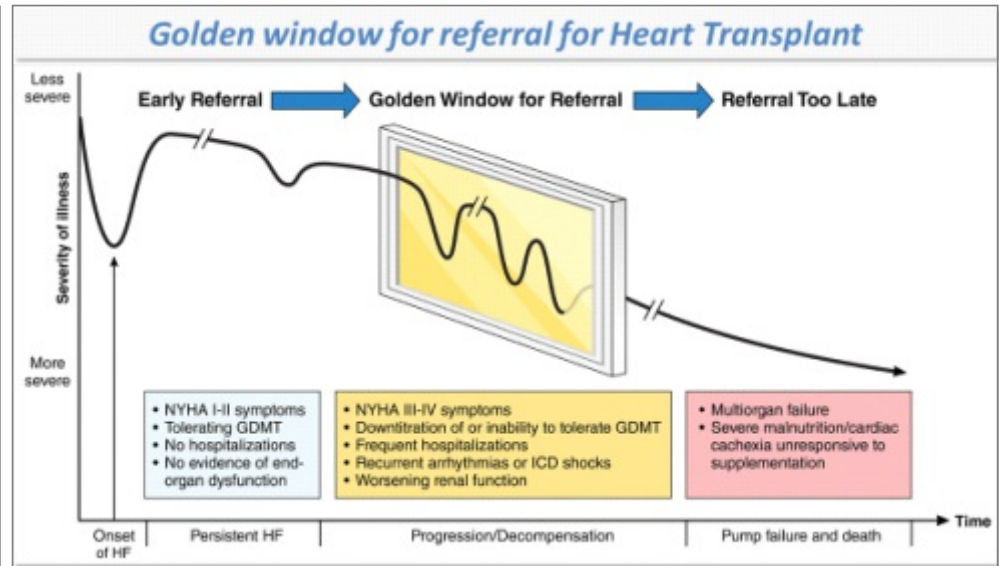 Golden window for referral for Heart Transplant
Less
severe
Early Referral
Golden Window for Referral
Referral Too Late
Severity of illness
More
severe
• NYHA I-II symptoms
• Tolerating GDMT
• No hospitalizations
• No evidence of end-
organ dysfunction
• NYHA III-IV symptoms
• Downtitration of or inability to tolerate GDMT
• Frequent hospitalizations
• Recurrent arrhythmias or ICD shocks
• Worsening renal function
• Multiorgan failure
• Severe malnutrition/cardiac
cachexia unresponsive to
supplementation
Time
Onset
of HF
Persistent HF
Progression/Decompensation
Pump failure and death